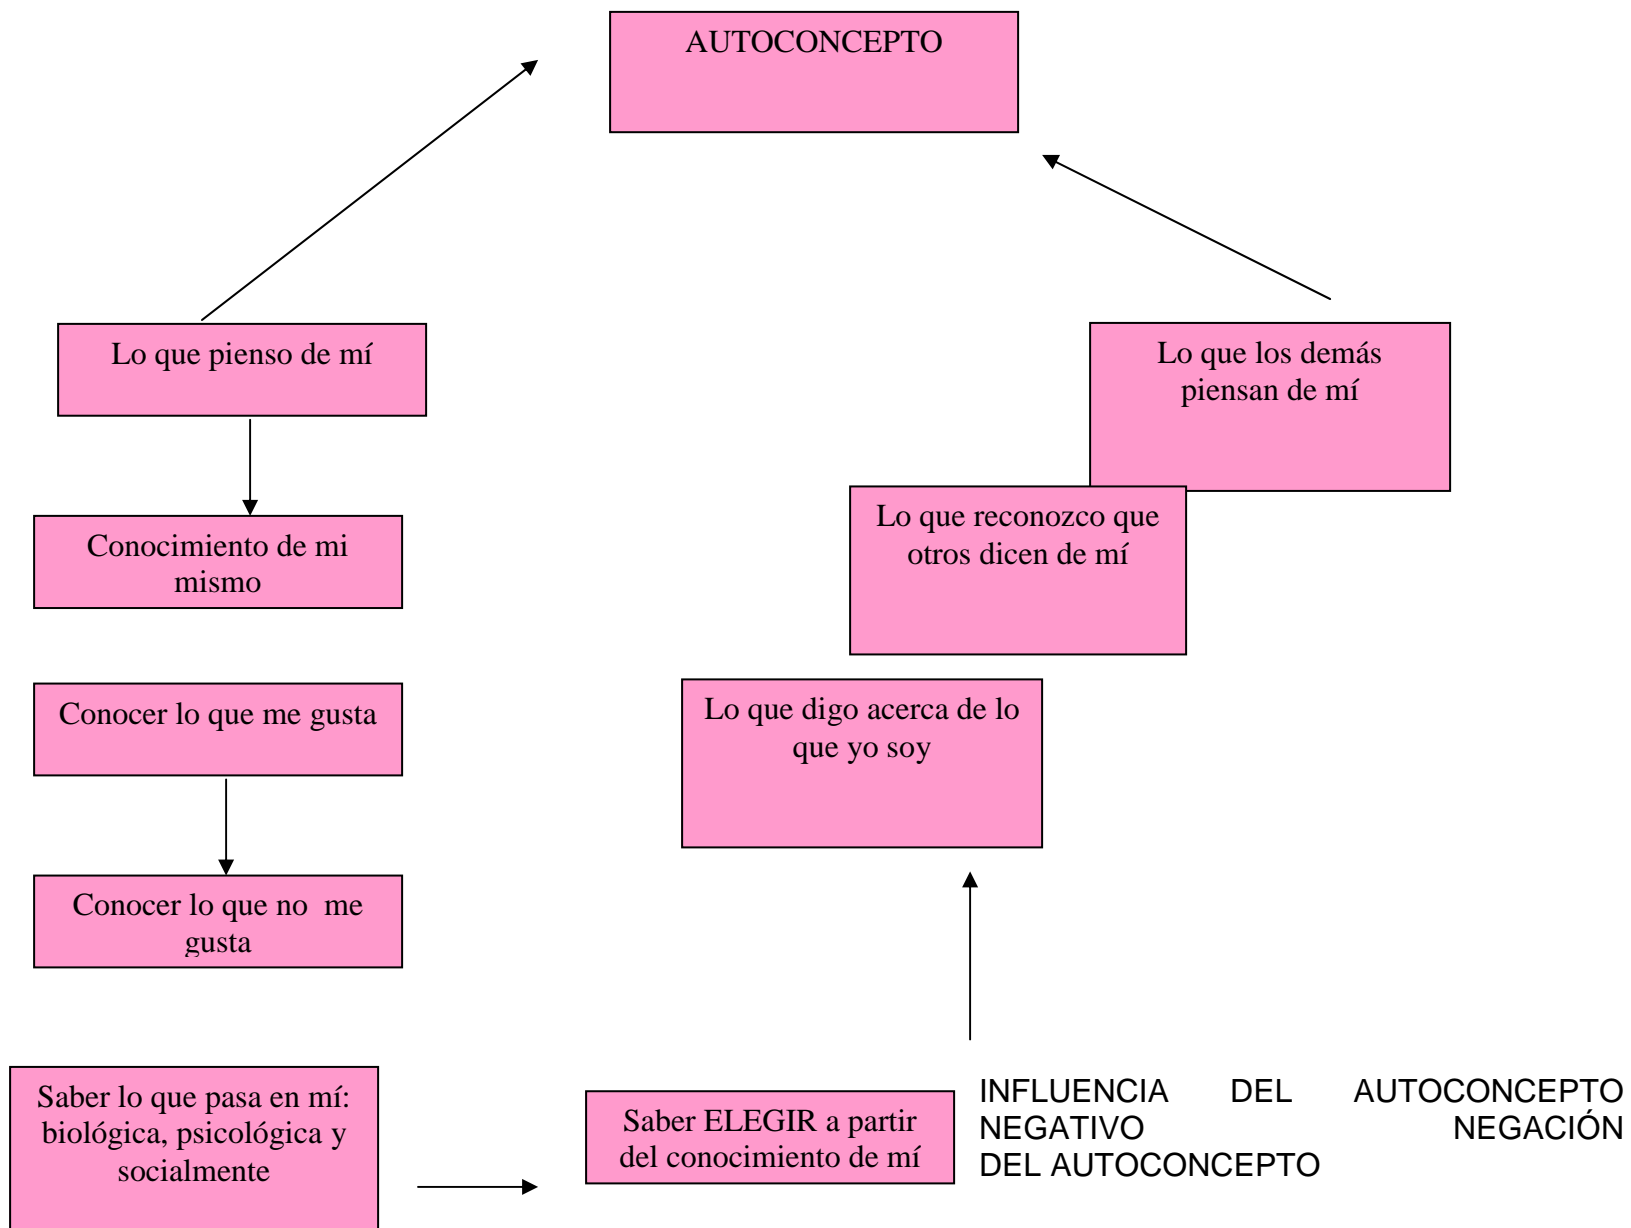 AUTOCONCEPTO
Lo que pienso de mí
Lo que los demás
piensan de mí
Lo que reconozco que
otros dicen de mí
Conocimiento de mi
mismo
Conocer lo que me gusta
Lo que digo acerca de lo
que yo soy
Conocer lo que no  me
gusta
Saber lo que pasa en mí:
biológica, psicológica y
socialmente
Saber ELEGIR a partir
del conocimiento de mí
INFLUENCIA DEL AUTOCONCEPTO
NEGATIVO NEGACIÓN
DEL AUTOCONCEPTO